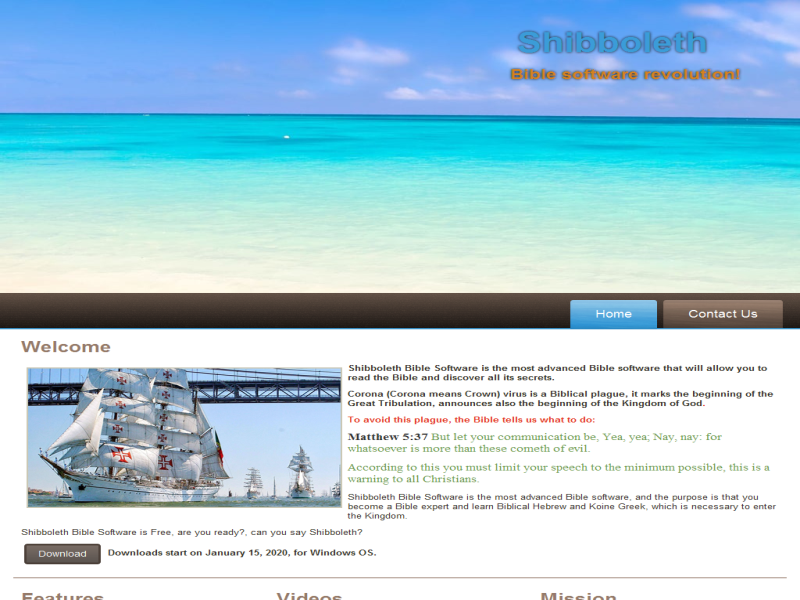 Shibboleth
Bible software revolution!
Home
Contact Us
Welcome
Shibboleth Bible Software is the most advanced Bible software that will allow you to
read the Bible and discover all its secrets.
Corona (Corona means Crown) virus is a Biblical plague, it marks the beginning of the
Great Tribulation, announces also the beginning of the Kingdom of God.
To avoid this plague, the Bible tells us what to do:
Matthew 5:37 But let your communication be, Yea, yea; Nay, nay: for
whatsoever is more than these cometh of evil.
According to this you must limit your speech to the minimum possible, this is a
warning to all Christians.
Shibboleth Bible Software is the most advanced Bible software, and the purpose is that you
become a Bible expert and learn Biblical Hebrew and Koine Greek, which is necessary to enter
the Kingdom.
Shibboleth Bible Software is Free, are you ready?, can you say Shibboleth?
Download
Downloads start on January 15, 2020, for Windows OS.
Features
Videos
Mission